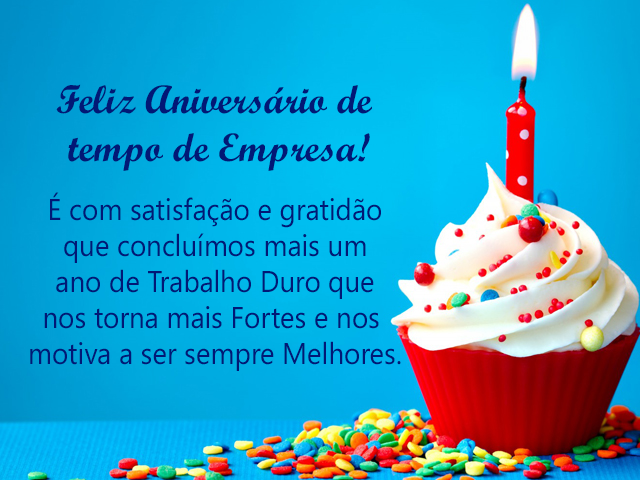 Feliz Aniversário de
tempo de Empresa!
É com satisfação e gratidão
que concluímos mais um
ano de Trabalho Duro que
nos torna mais Fortes e nos
motiva a ser sempre Melhores.